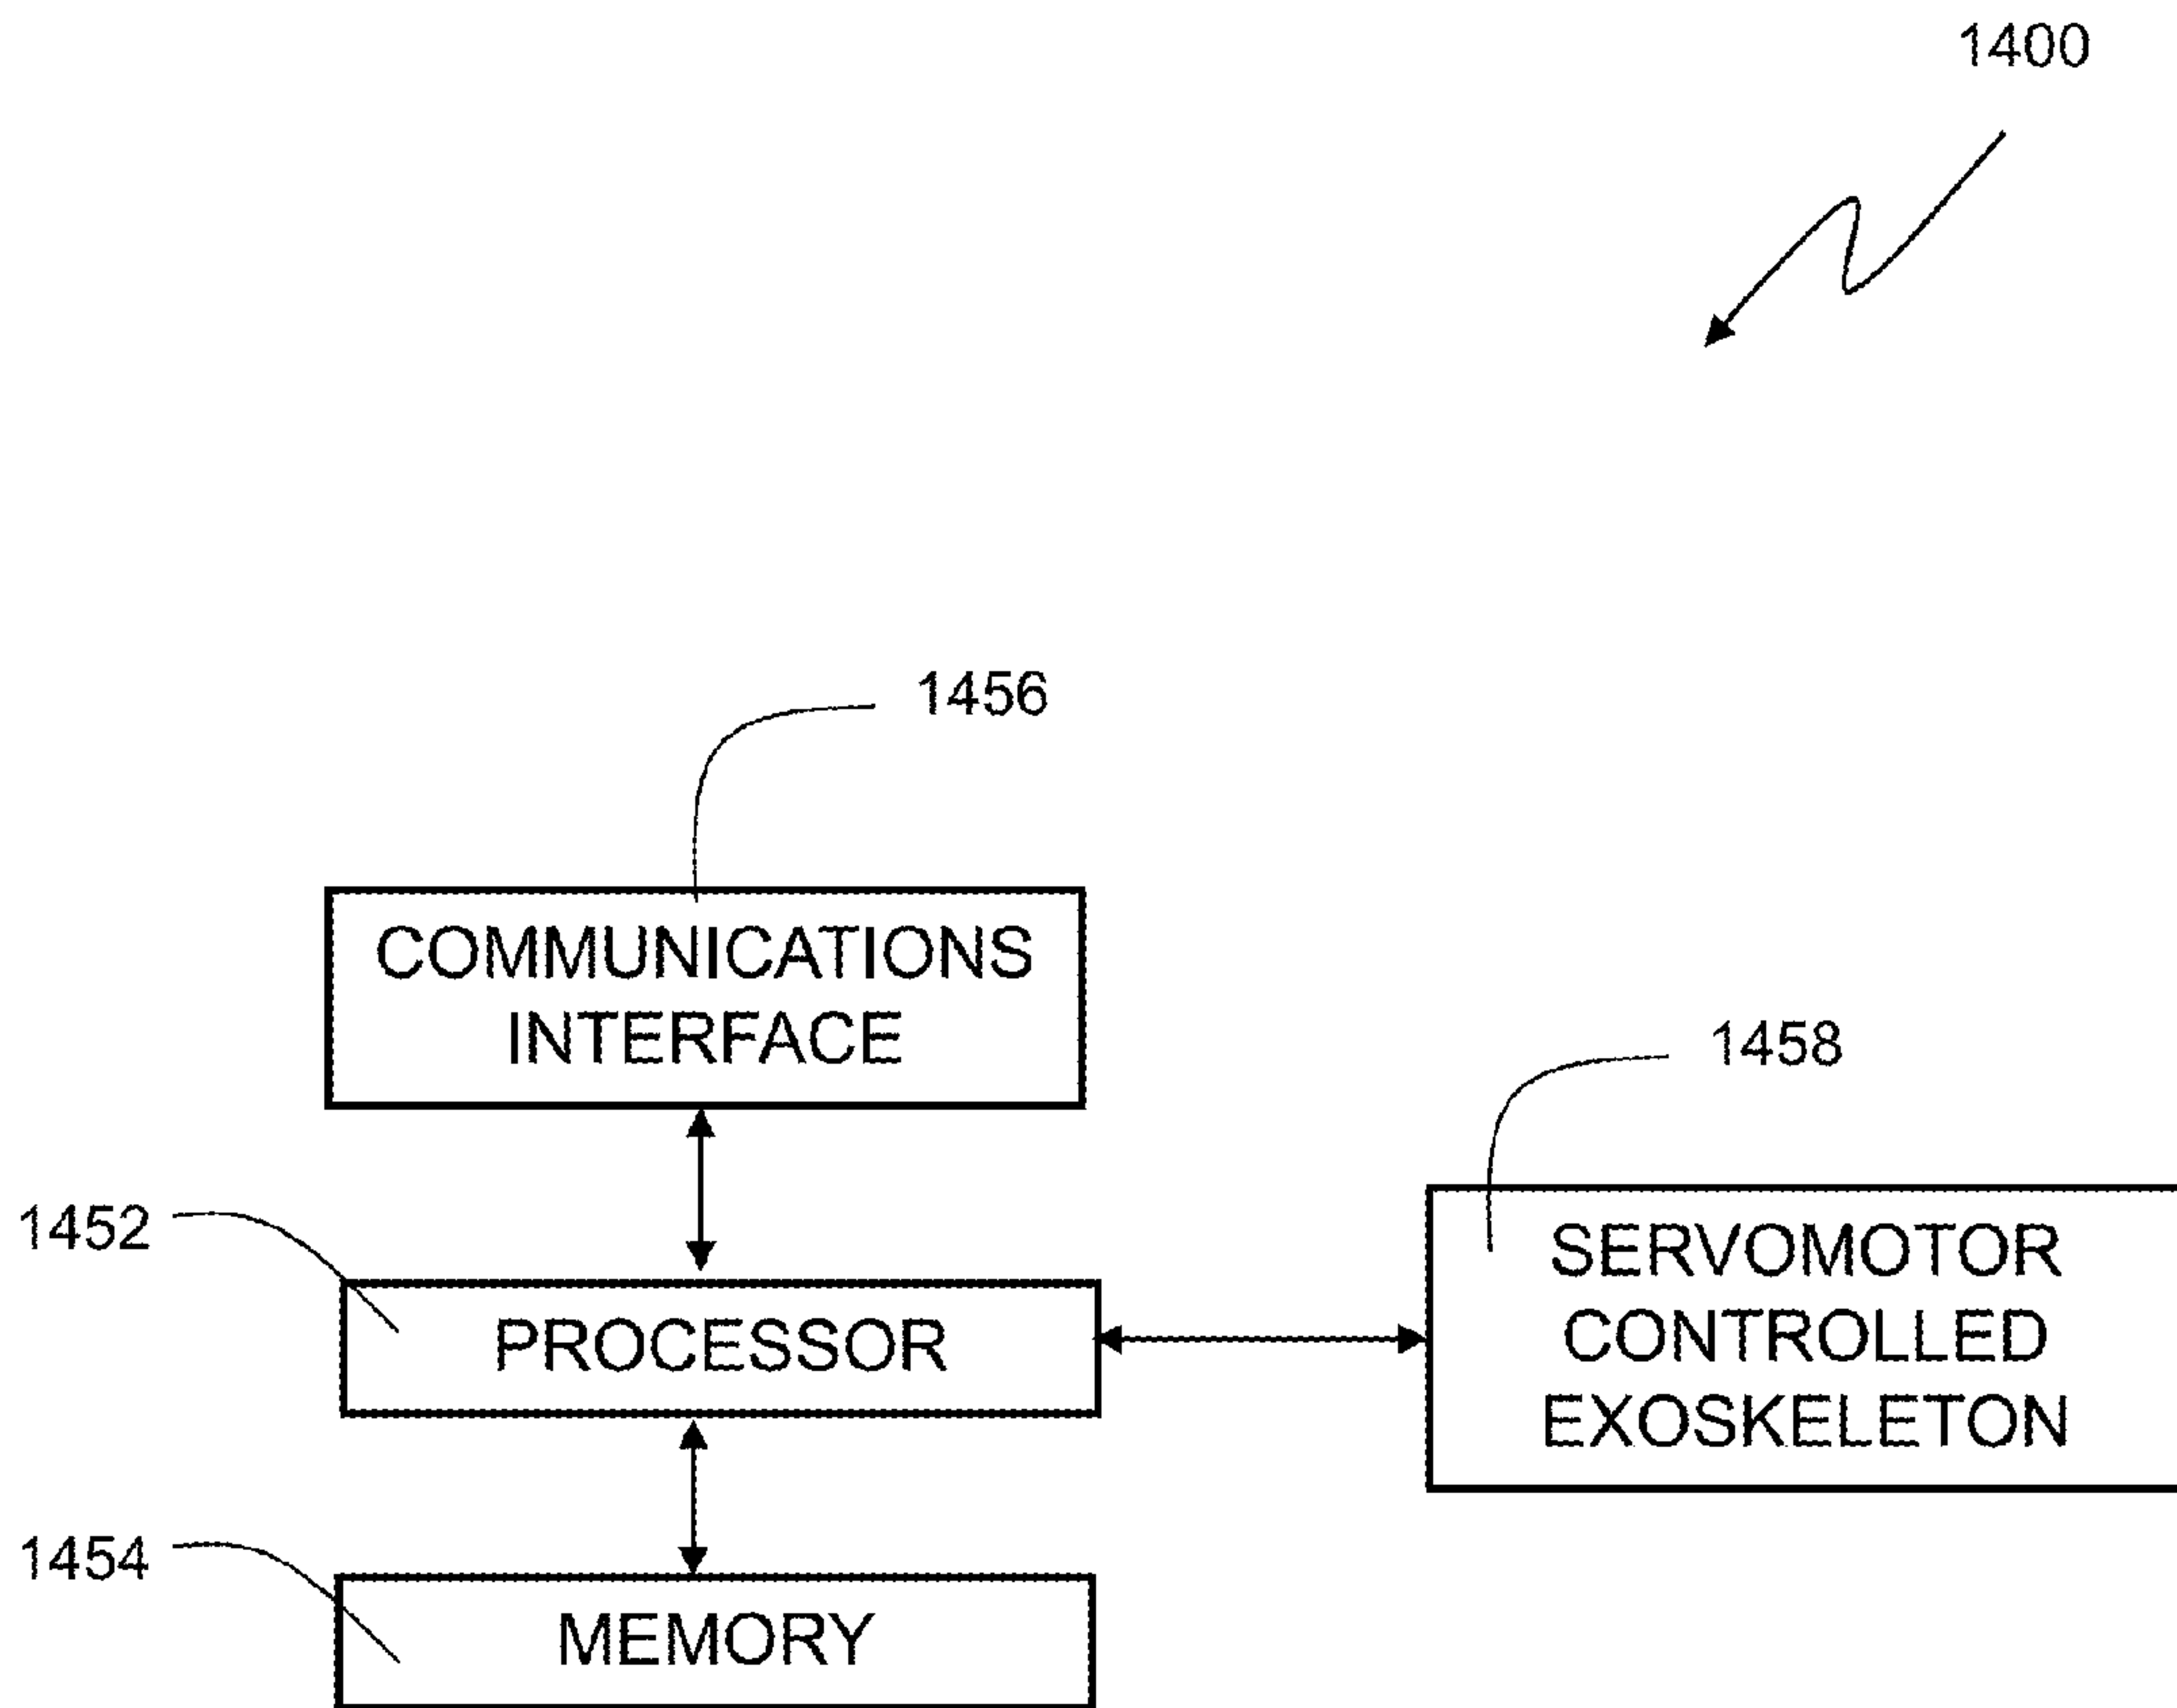 1400
1456
COMMUNICATIONS
INTERFACE
1458
1452
PROCESSOR
SERVOMOTOR
CONTROLLED
EXOSKELETON
1454
MEMORY